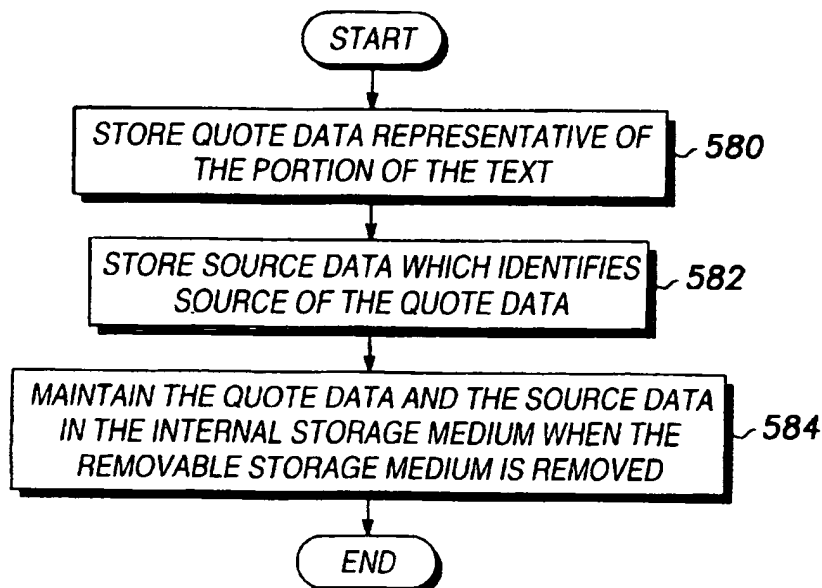 START
STORE QUOTE DATA REPRESENTATIVE OF
THE PORTION OF THE TEXT
580
STORE SOURCE DATA WHICH IDENTIFIES
SOURCE OF THE QUOTE DATA
582
MAINTAIN THE QUOTE DATA AND THE SOURCE DATA
IN THE INTERNAL STORAGE MEDIUM WHEN THE
REMOVABLE STORAGE MEDIUM IS REMOVED
584
END